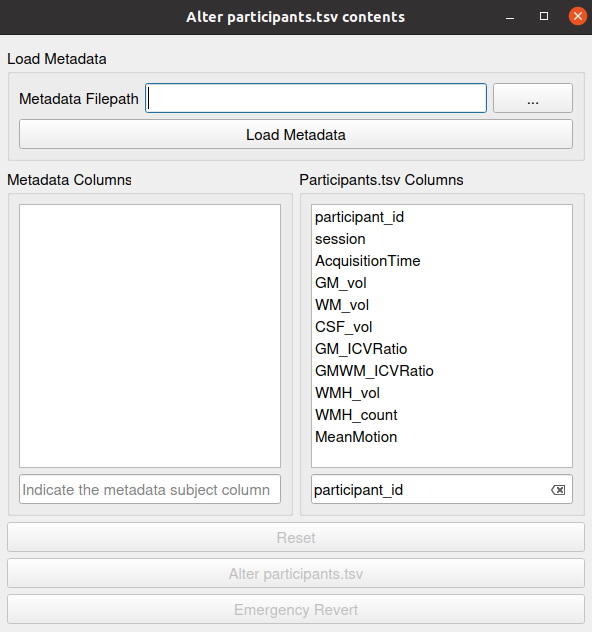 Alter participants.tsv contents
Load Metadata
Metadata Filepath ...
Load Metadata
Metadata Columns
Indicate the metadata subject column
Participants.tsv Columns
participant_id
session
AcquisitionTime
GM_vol
WM_vol
CSF_vol
GM_ICVRatio
GMWM_ICVRatio
WMH_vol
WMH_count
MeanMotion
participant_id
Reset
Alter participants.tsv
Emergency Revert